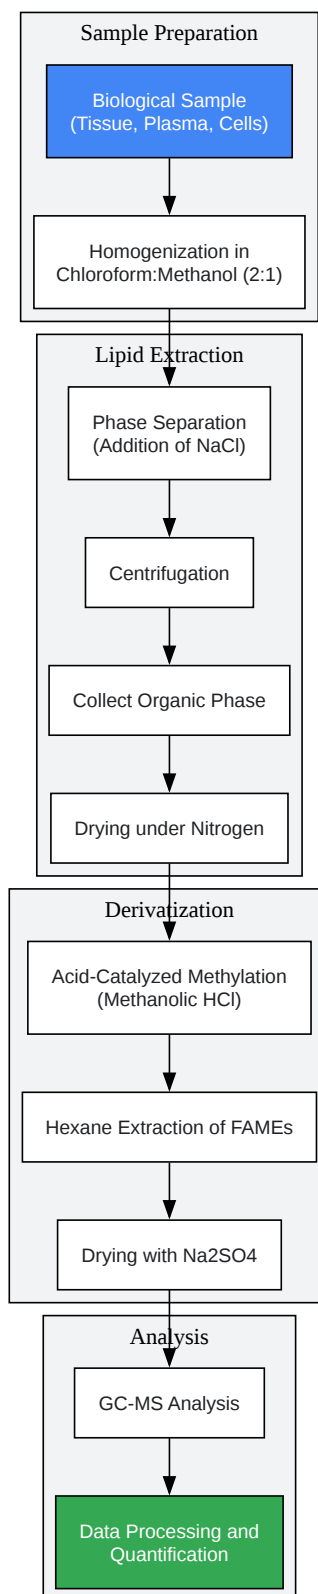 Sample Preparation
Biological Sample
(Tissue, Plasma, Cells)
Homogenization in
Chloroform:Methanol (2:1)
Lipid Extraction
Phase Separation
(Addition of NaCl)
Centrifugation
Collect Organic Phase
Drying under Nitrogen
Derivatization
Acid-Catalyzed Methylation
(Methanolic HCl)
Hexane Extraction of FAMEs
Drying with Na2SO4
Analysis
GC-MS Analysis
Data Processing and
Quantification